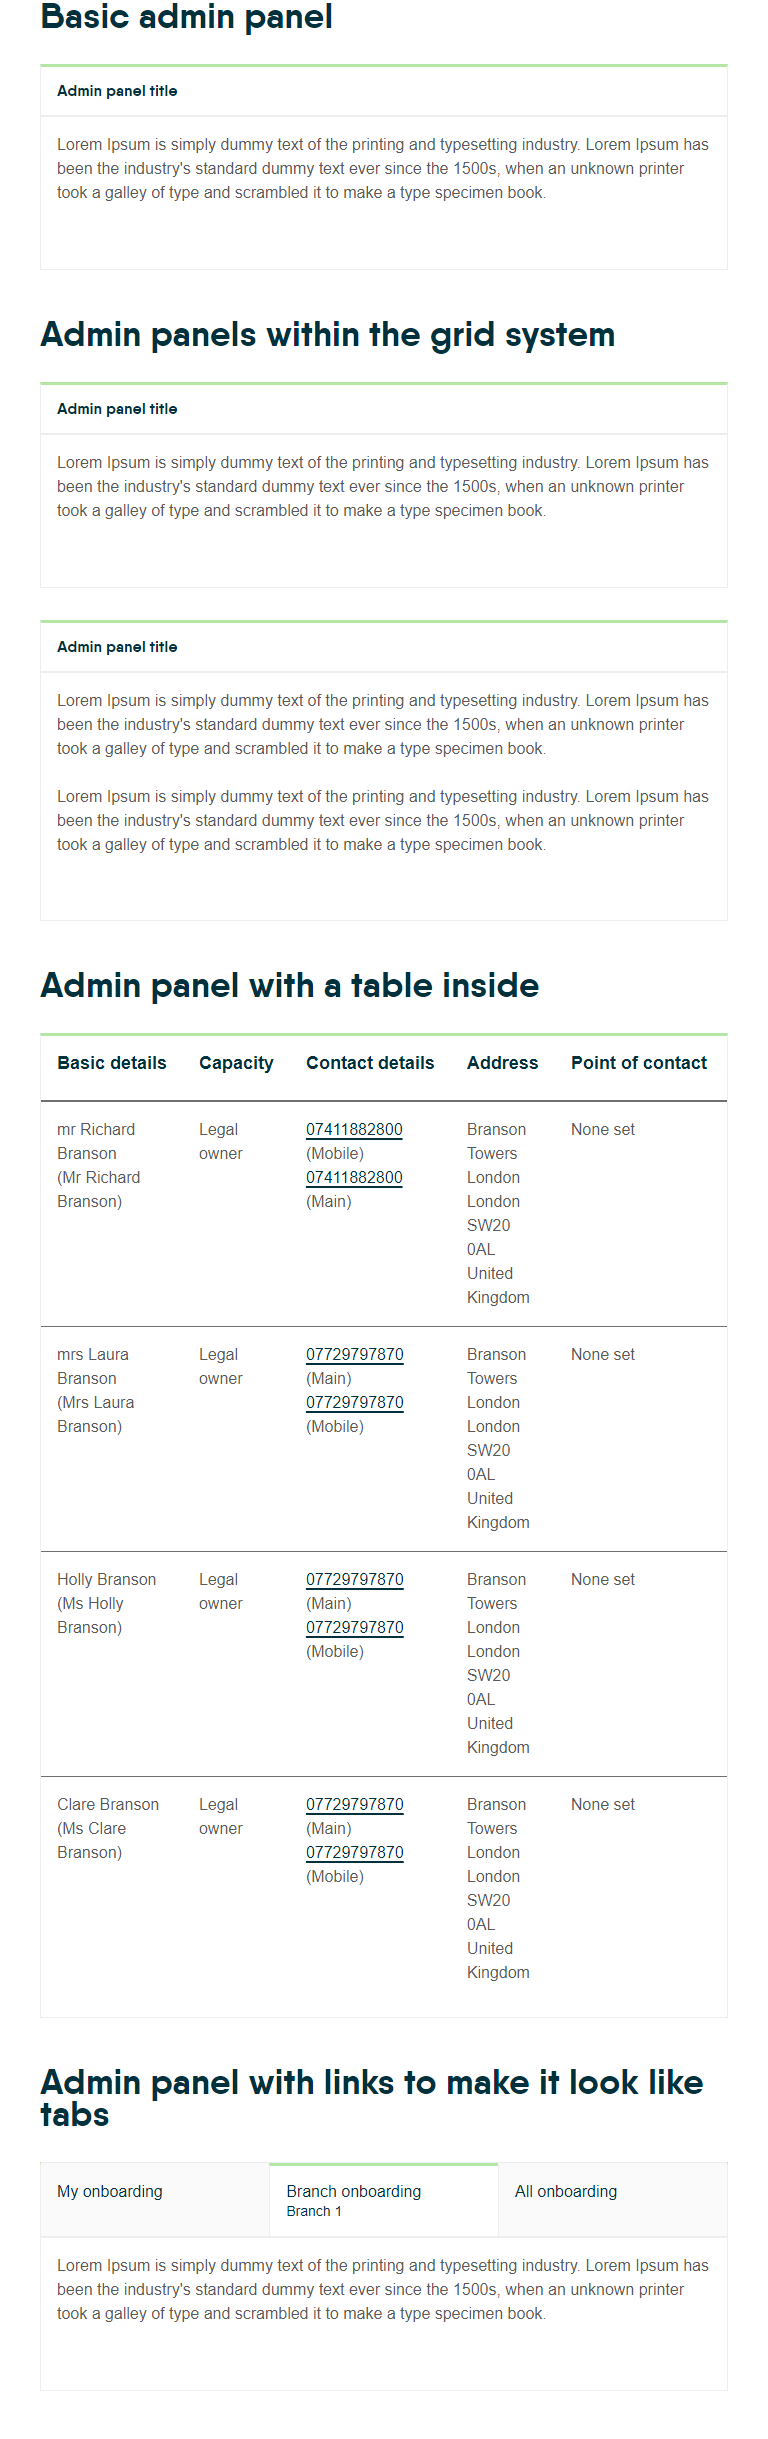 Basic admin panel
Admin panel title
Lorem Ipsum is simply dummy text of the printing and typesetting industry. Lorem Ipsum has
been the industry's standard dummy text ever since the 1500s, when an unknown printer
took a galley of type and scrambled it to make a type specimen book.
Admin panels within the grid system
Admin panel title
Lorem Ipsum is simply dummy text of the printing and typesetting industry. Lorem Ipsum has
been the industry's standard dummy text ever since the 1500s, when an unknown printer
took a galley of type and scrambled it to make a type specimen book.
Admin panel title
Lorem Ipsum is simply dummy text of the printing and typesetting industry. Lorem Ipsum has
been the industry's standard dummy text ever since the 1500s, when an unknown printer
took a galley of type and scrambled it to make a type specimen book.
Lorem Ipsum is simply dummy text of the printing and typesetting industry. Lorem Ipsum has
been the industry's standard dummy text ever since the 1500s, when an unknown printer
took a galley of type and scrambled it to make a type specimen book.
Admin panel with a table inside
Basic details Capacity Contact details Address Point of contact
mr Richard Legal 07411882800 Branson None set
Branson owner (Mobile) Towers
(Mr Richard 07411882800 London
Branson) (Main) London
SW20
0AL
United
Kingdom
mrs Laura Legal 07729797870 Branson None set
Branson owner (Main) Towers
(Mrs Laura 07729797870 London
Branson) (Mobile) London
SW20
0AL
United
Kingdom
Holly Branson Legal 07729797870 Branson None set
(Ms Holly owner (Main) Towers
Branson) 07729797870 London
(Mobile) London
SW20
0AL
United
Kingdom
Clare Branson Legal 07729797870 Branson None set
(Ms Clare owner (Main) Towers
Branson) 07729797870 London
(Mobile) London
SW20
0AL
United
Kingdom
Admin panel with links to make it look like
tabs
My onboarding Branch onboarding All onboarding
Branch 1
Lorem Ipsum is simply dummy text of the printing and typesetting industry. Lorem Ipsum has
been the industry's standard dummy text ever since the 1500s, when an unknown printer
took a galley of type and scrambled it to make a type specimen book.